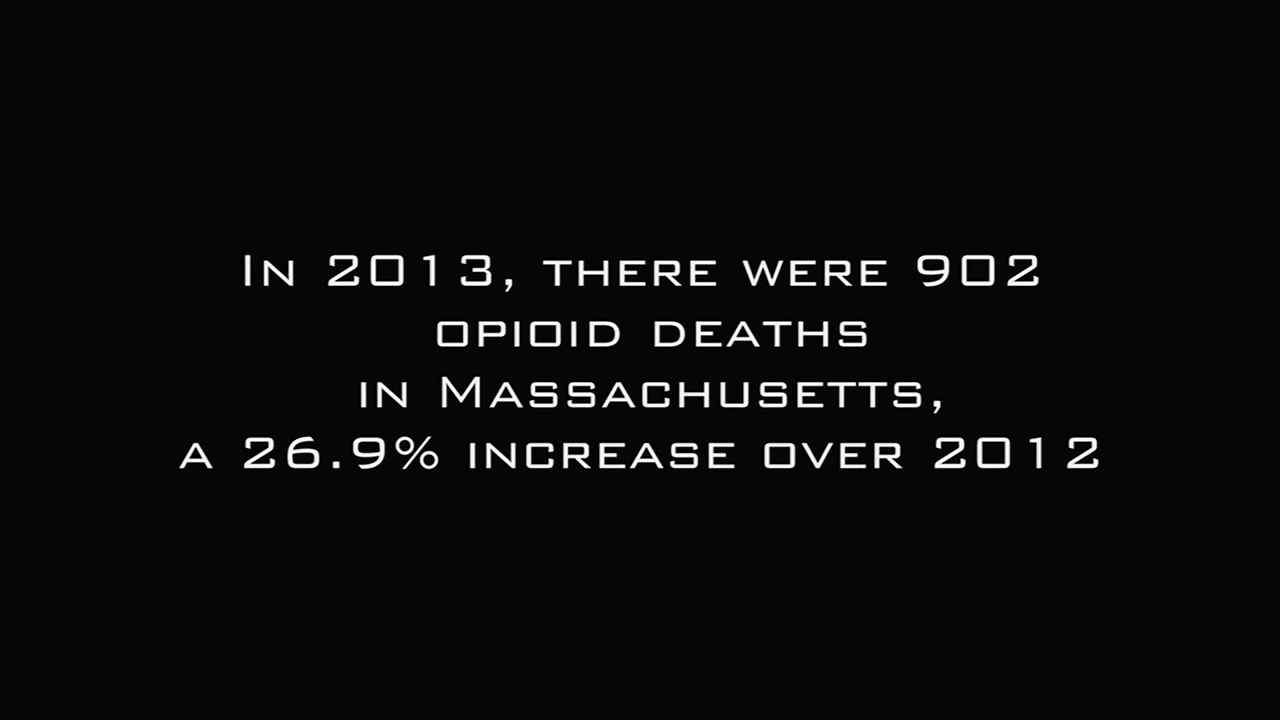 In 2013, there were 902
opioid deaths
in Massachusetts,
a 26.9% increase over 2012